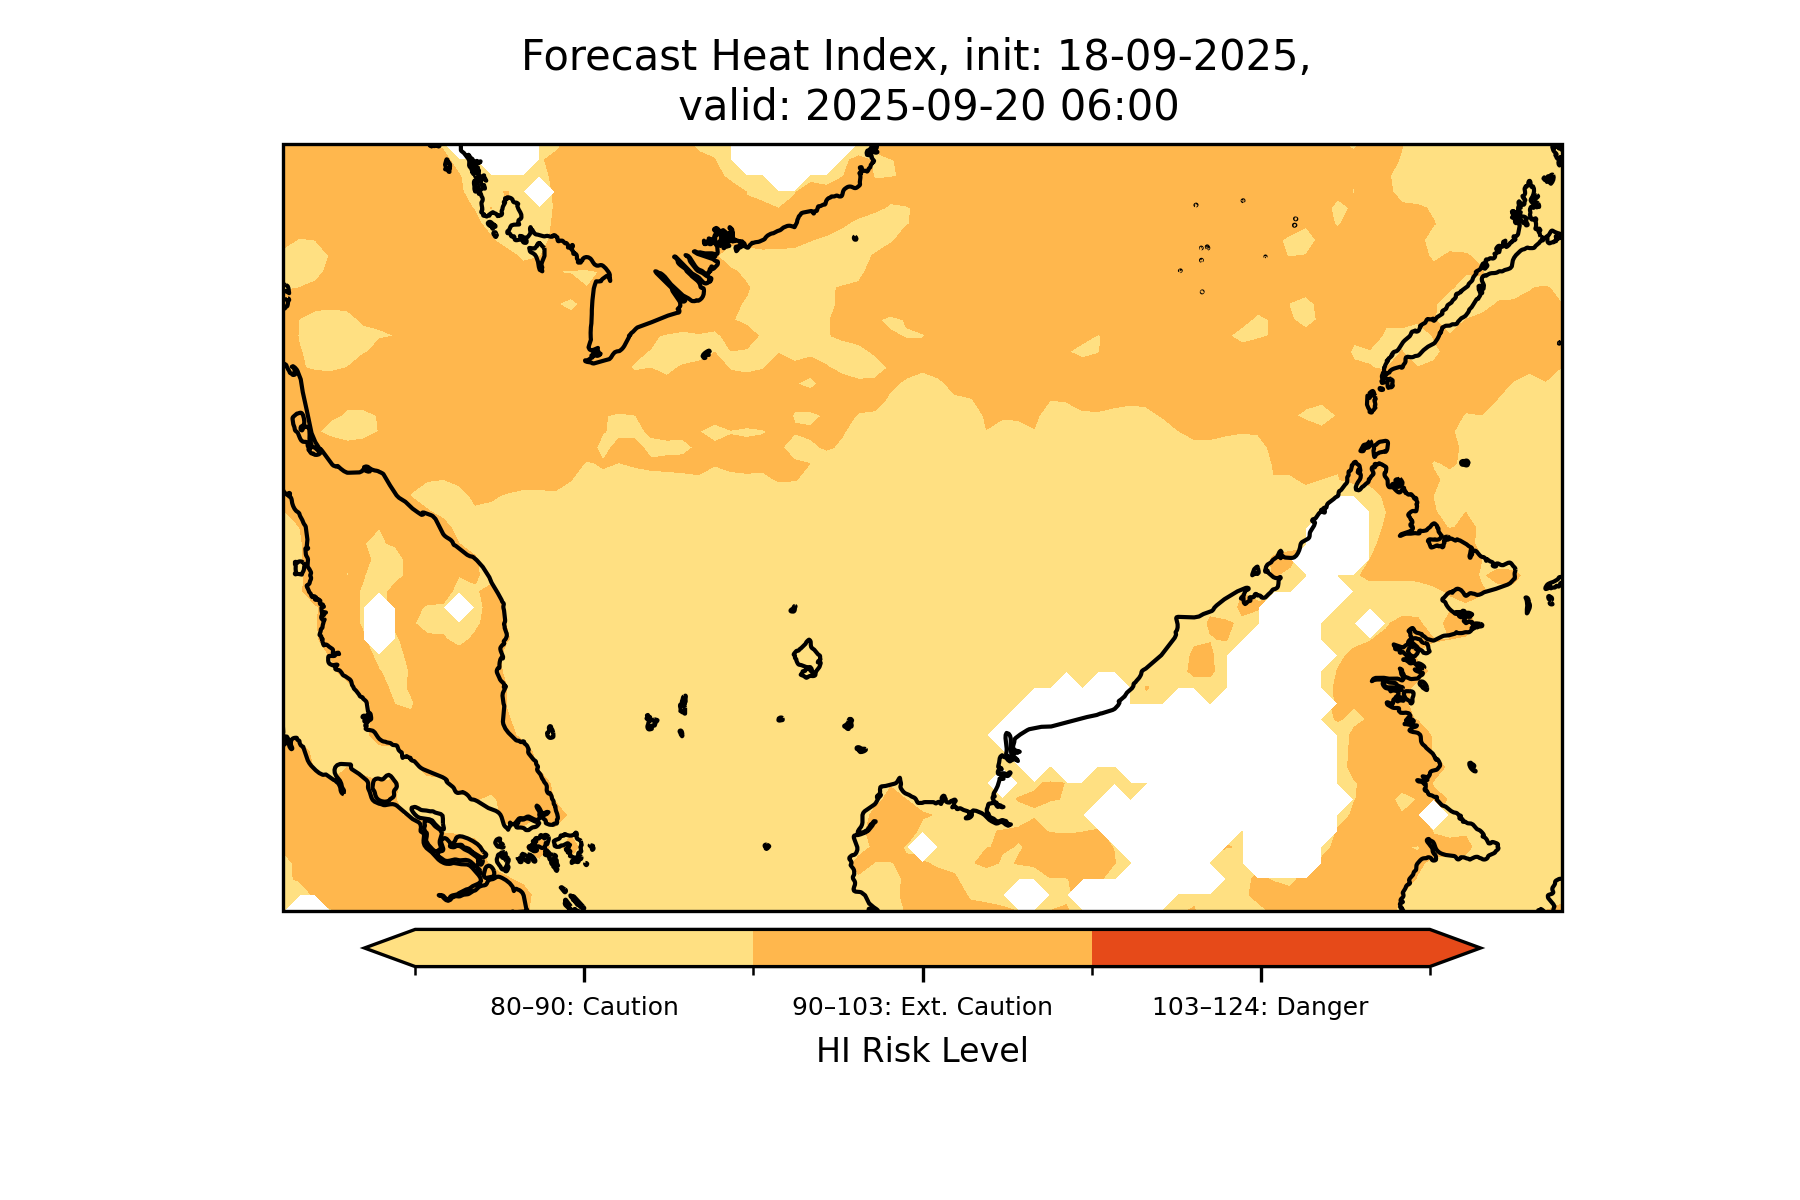 Forecast Heat Index, init: 18-09-2025,
valid: 2025-09-20 06:00
80–90: Caution
90–103: Ext. Caution
103–124: Danger
HI Risk Level